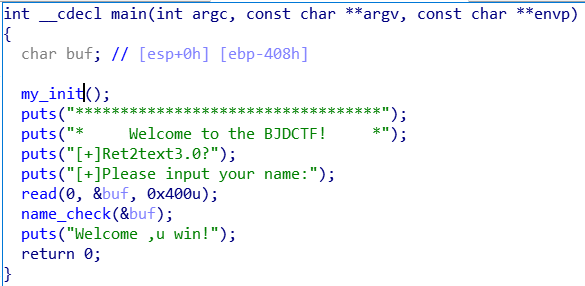 int __cdecl main(int argc, const char **argv, const char **envp)
{
  char buf; // [esp+0h] [ebp-408h]

  my_init();
  puts("**********************************");
  puts("*     Welcome to the BJDCTF!     *");
  puts("[+]Ret2text3.0?");
  puts("[+]Please input your name:");
  read(0, &buf, 0x400u);
  name_check(&buf);
  puts("Welcome ,u win!");
  return 0;
}